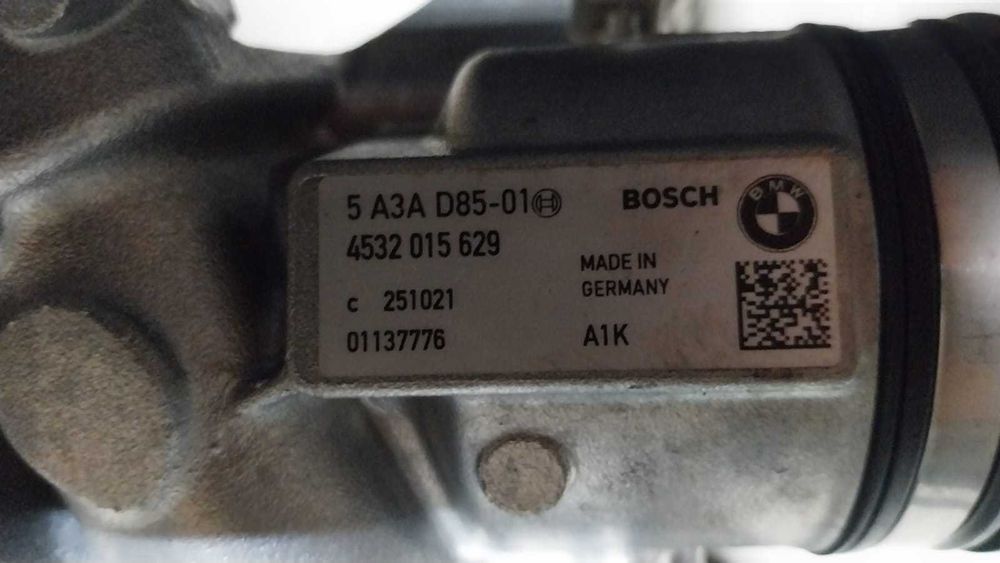 5 A3A D85-01
BOSCH
BMW
4532 015 629
MADE IN
GERMANY
c 251021
01137776
A1K